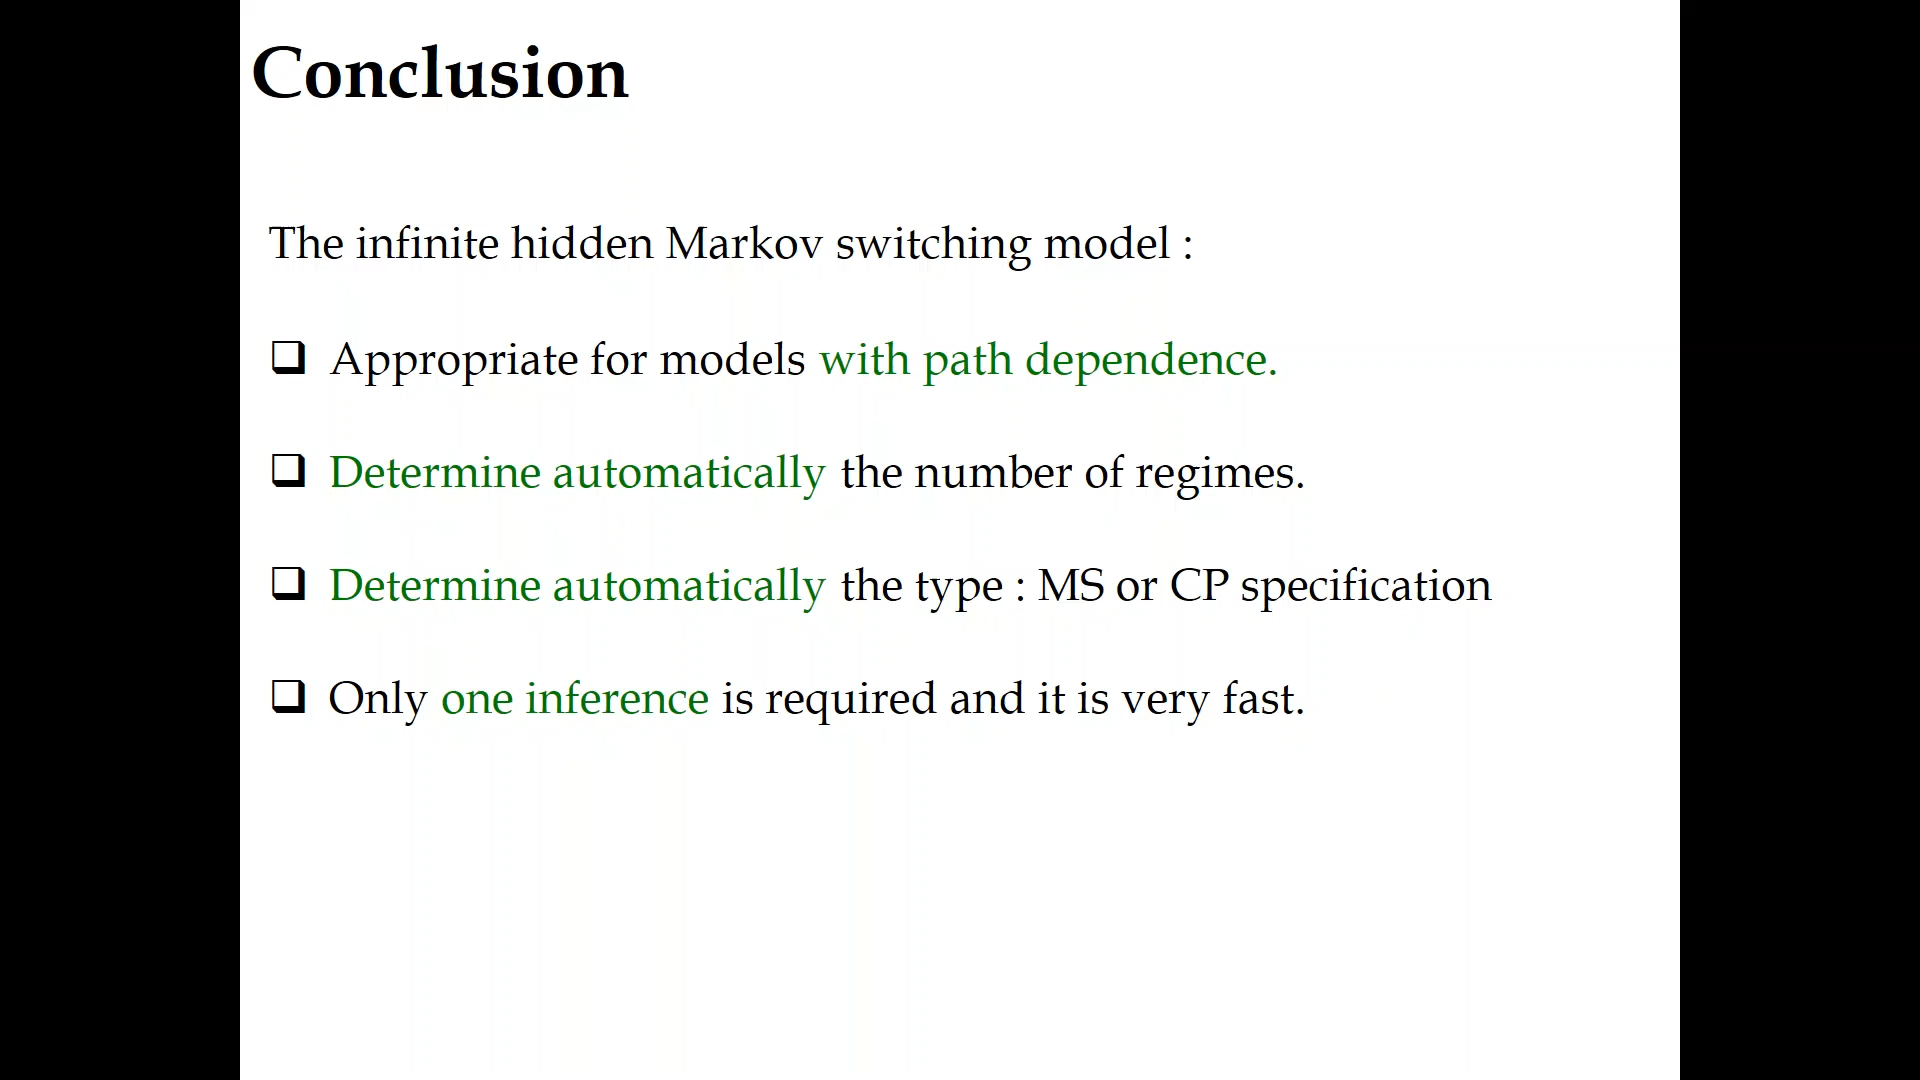 Conclusion
The infinite hidden Markov switching model :
❑ Appropriate for models with path dependence.
❑ Determine automatically the number of regimes.
❑ Determine automatically the type : MS or CP specification
❑ Only one inference is required and it is very fast.